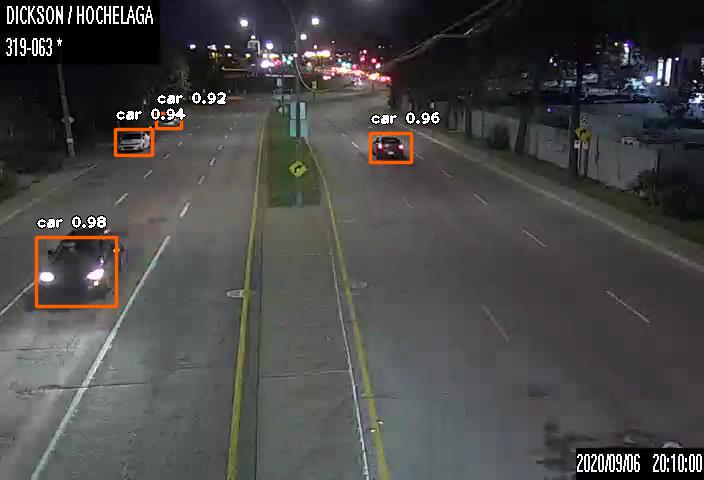 DICKSON / HOCHELAGA
319-063 *
car 0.92
car 0.94
car 0.96
car 0.98
2020/09/06 20:10:00